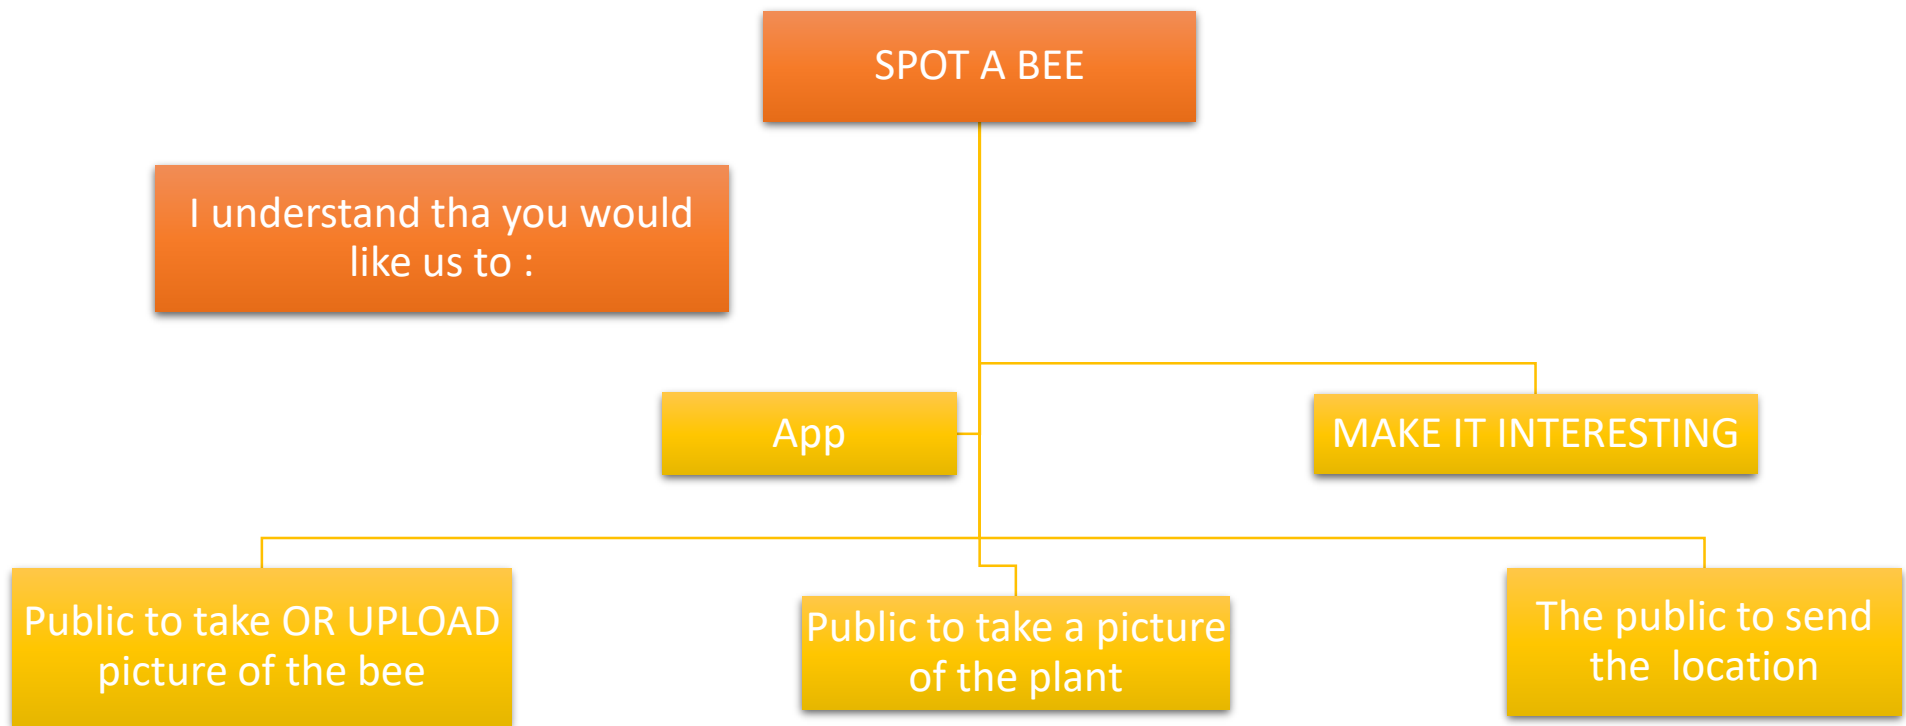 SPOT A BEE
I understand tha you would
like us to :
App
MAKE IT INTERESTING
Public to take OR UPLOAD
picture of the bee
Public to take a picture
of the plant
The public to send
the location